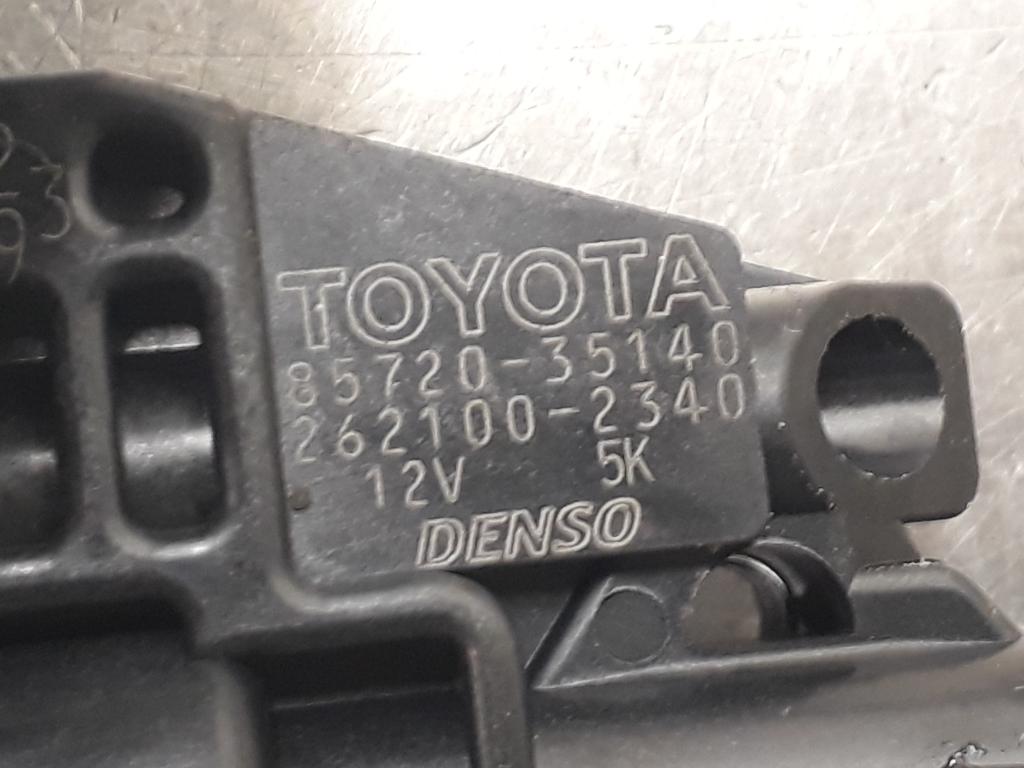 TOYOTA
85720-35140
262100-2340
12V 5K
DENSO